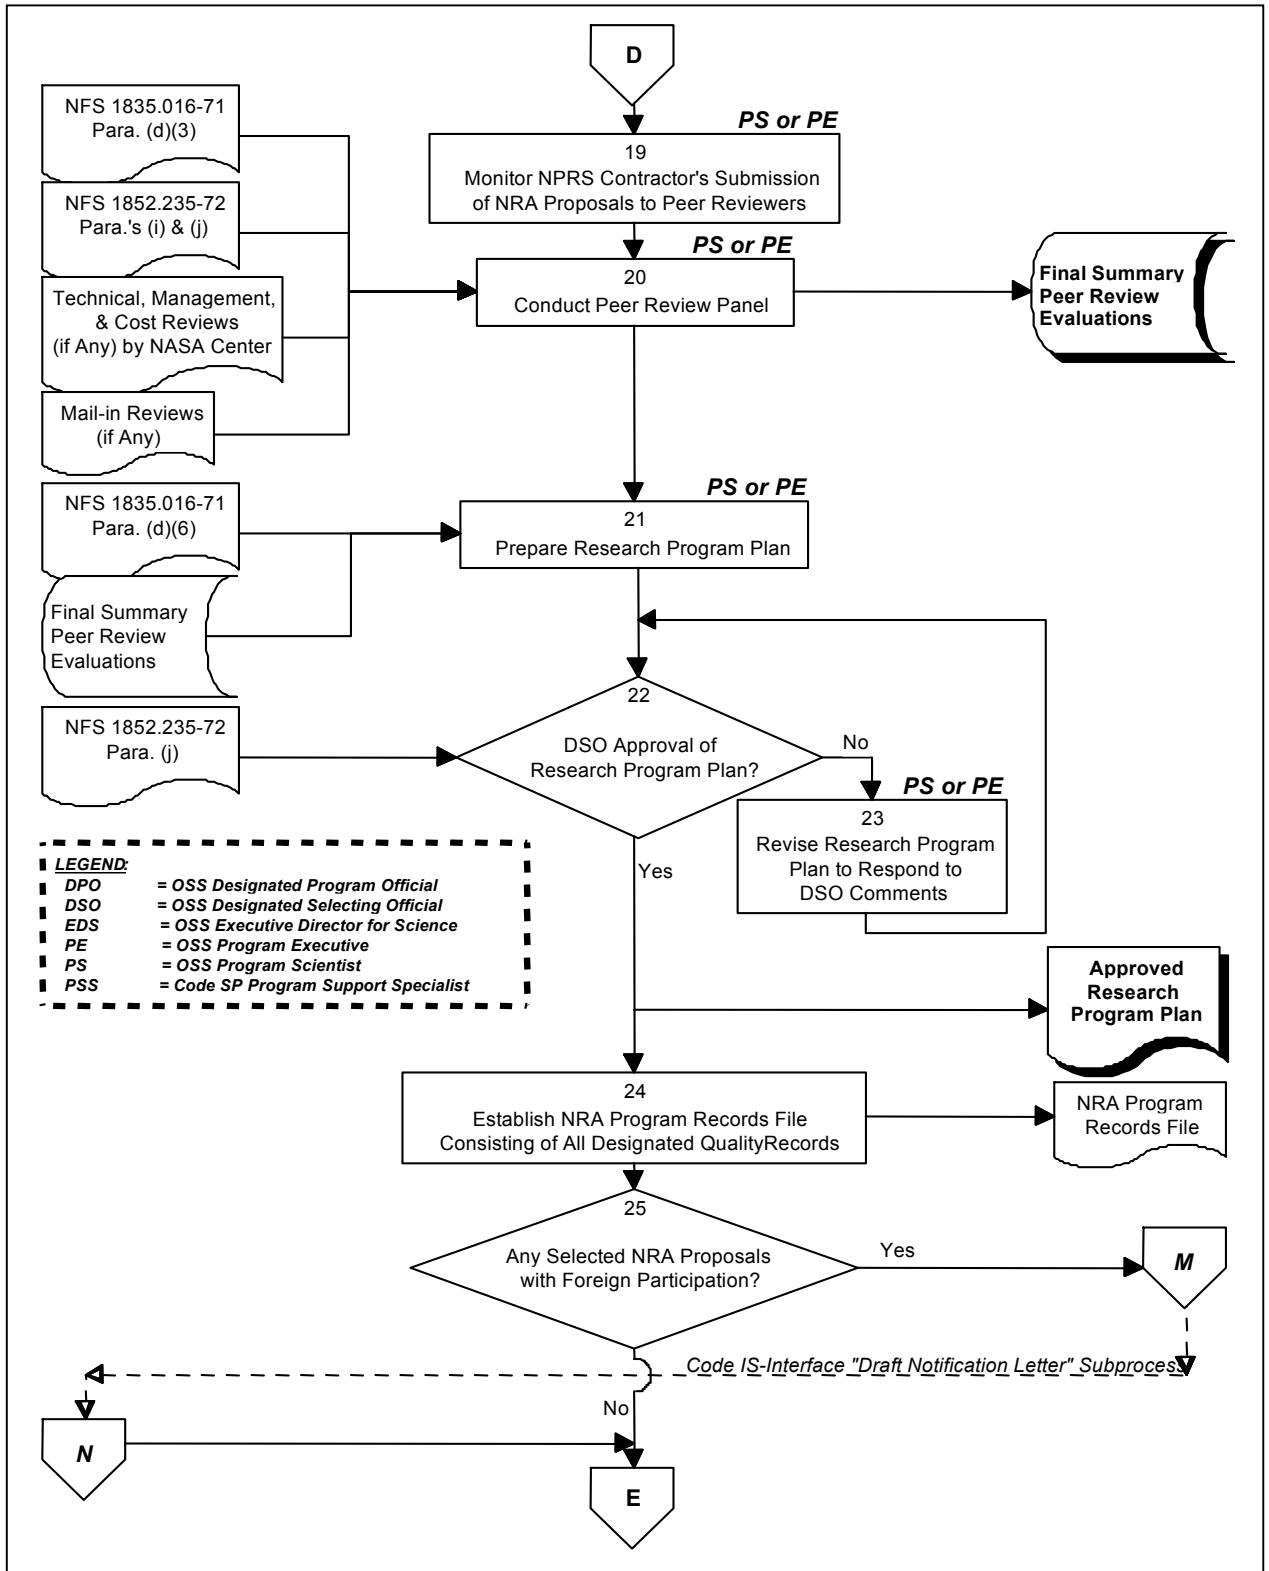 D
NFS 1835.016-71
Para. (d)(3)
PS or PE
19
Monitor NPRS Contractor's Submission
of NRA Proposals to Peer Reviewers
NFS 1852.235-72
Para.'s (i) & (j)
PS or PE
20
Conduct Peer Review Panel
Final Summary
Peer Review
Evaluations
Technical, Management,
& Cost Reviews
(if Any) by NASA Center
Mail-in Reviews
(if Any)
NFS 1835.016-71
Para. (d)(6)
PS or PE
21
Prepare Research Program Plan
Final Summary
Peer Review
Evaluations
NFS 1852.235-72
Para. (j)
22
DSO Approval of
Research Program Plan?
No
PS or PE
23
Revise Research Program
Plan to Respond to
DSO Comments
Yes
LEGEND:
DPO = OSS Designated Program Official
DSO = OSS Designated Selecting Official
EDS = OSS Executive Director for Science
PE = OSS Program Executive
PS = OSS Program Scientist
PSS = Code SP Program Support Specialist
Approved
Research
Program Plan
24
Establish NRA Program Records File
Consisting of All Designated QualityRecords
NRA Program
Records File
25
Any Selected NRA Proposals
with Foreign Participation?
Yes
M
Code IS-Interface "Draft Notification Letter" Subprocess
No
N
E